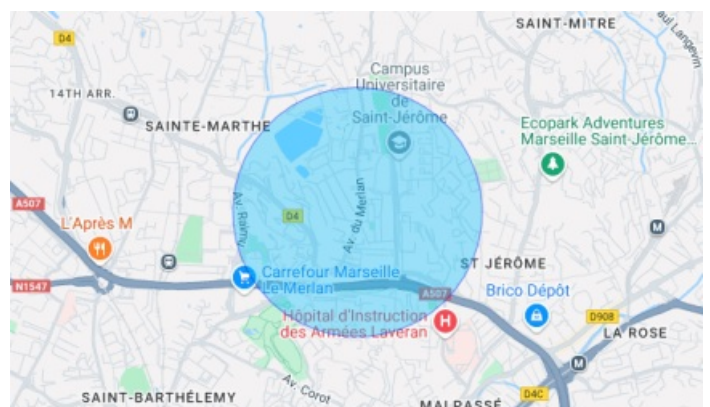 SAINT-MITRE
D4
Campus
Universitaire
de
Saint-Jérôme
14TH ARR.
SAINTE-MARTHE
Ecopark Adventures
Marseille Saint-Jérôme...
A507
L'Après M
Av. Raimu
D4
Av. du Merlan
M
ST JÉRÔME
N1547
Carrefour Marseille
Le Merlan
A507
Brico Dépôt
Hôpital d'Instruction
des Armées Laveran
H
D908
LA ROSE
M
SAINT-BARTHÉLEMY
Av. Corot
MALPASSÉ
D4C